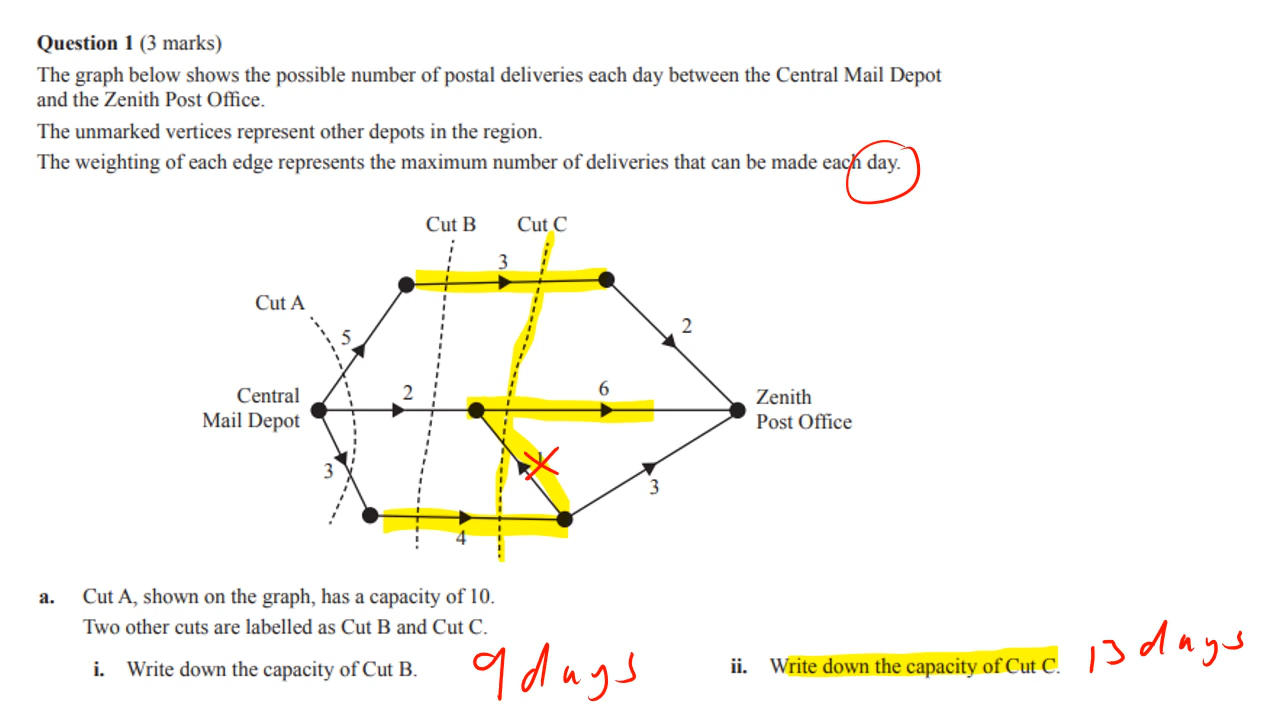 Question 1 (3 marks)
The graph below shows the possible number of postal deliveries each day between the Central Mail Depot
and the Zenith Post Office.
The unmarked vertices represent other depots in the region.
The weighting of each edge represents the maximum number of deliveries that can be made each day.
Cut B
Cut C
3
Cut A
5
2
Central
Mail Depot
2
6
Zenith
Post Office
3
3
4
a. Cut A, shown on the graph, has a capacity of 10.
Two other cuts are labelled as Cut B and Cut C.
i. Write down the capacity of Cut B.
9 days
ii. Write down the capacity of Cut C.
13 days